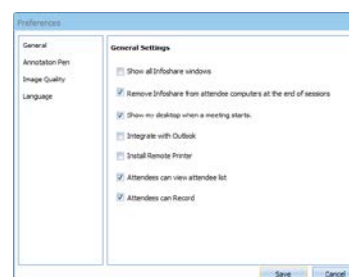 Preferences
General
Annotation Pen
Image Quality
Language
General Settings
Show all Infoshare windows
Remove Infoshare from attendee computers at the end of sessions
Show my desktop when a meeting starts.
Integrate with Outlook
Install Remote Printer
Attendees can view attendee list
Attendees can Record
Save
Cancel